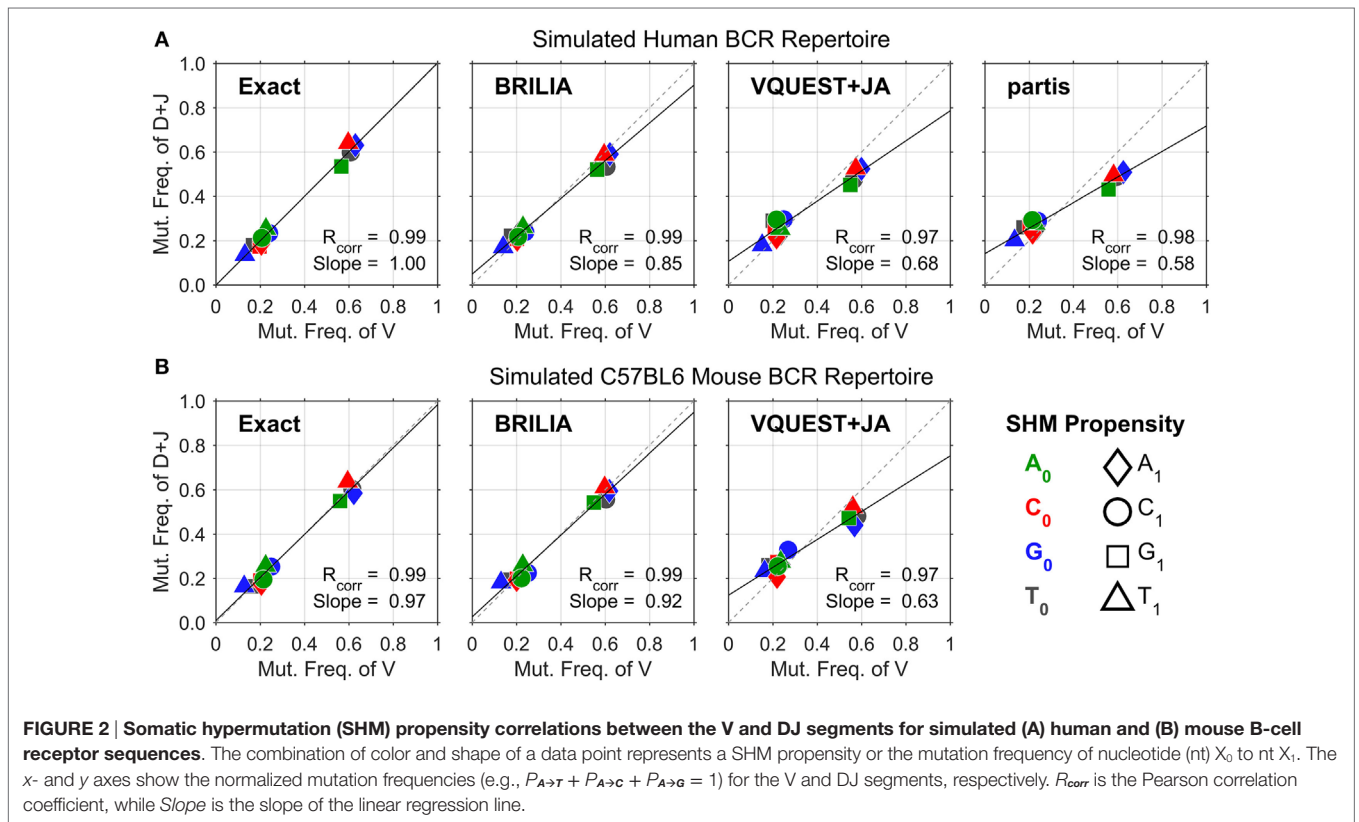 A
Simulated Human BCR Repertoire
Mut. Freq. of D+J
1.0
0.8
0.6
0.4
0.2
0.0
Exact
R_corr = 0.99
Slope = 1.00
0 0.2 0.4 0.6 0.8 1
Mut. Freq. of V
BRILIA
R_corr = 0.99
Slope = 0.85
0 0.2 0.4 0.6 0.8 1
Mut. Freq. of V
VQUEST+JA
R_corr = 0.97
Slope = 0.68
0 0.2 0.4 0.6 0.8 1
Mut. Freq. of V
partis
R_corr = 0.98
Slope = 0.58
0 0.2 0.4 0.6 0.8 1
Mut. Freq. of V
B
Simulated C57BL6 Mouse BCR Repertoire
Mut. Freq. of D+J
1.0
0.8
0.6
0.4
0.2
0.0
Exact
R_corr = 0.99
Slope = 0.97
0 0.2 0.4 0.6 0.8 1
Mut. Freq. of V
BRILIA
R_corr = 0.99
Slope = 0.92
0 0.2 0.4 0.6 0.8 1
Mut. Freq. of V
VQUEST+JA
R_corr = 0.97
Slope = 0.63
0 0.2 0.4 0.6 0.8 1
Mut. Freq. of V
SHM Propensity
A₀ A₁
C₀ C₁
G₀ G₁
T₀ T₁
FIGURE 2 | Somatic hypermutation (SHM) propensity correlations between the V and DJ segments for simulated (A) human and (B) mouse B-cell
receptor sequences. The combination of color and shape of a data point represents a SHM propensity or the mutation frequency of nucleotide (nt) X₀ to nt X₁. The
x- and y axes show the normalized mutation frequencies (e.g., P_A→T + P_A→C + P_A→G = 1) for the V and DJ segments, respectively. R_corr is the Pearson correlation
coefficient, while Slope is the slope of the linear regression line.